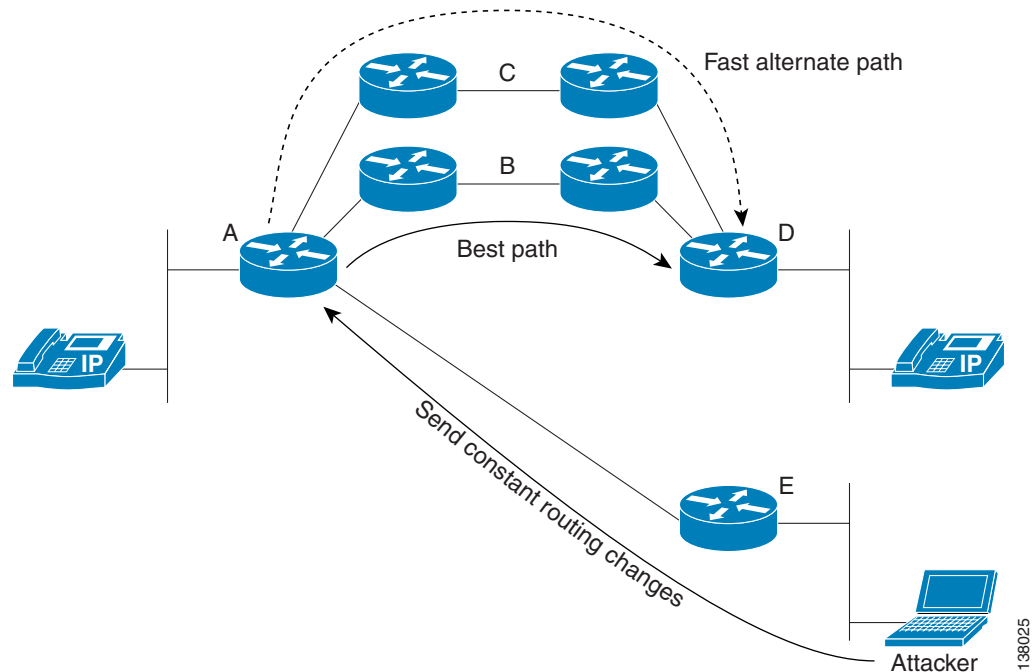 C
Fast alternate path
B
A
Best path
D
IP
IP
Send constant routing changes
E
Attacker
138025